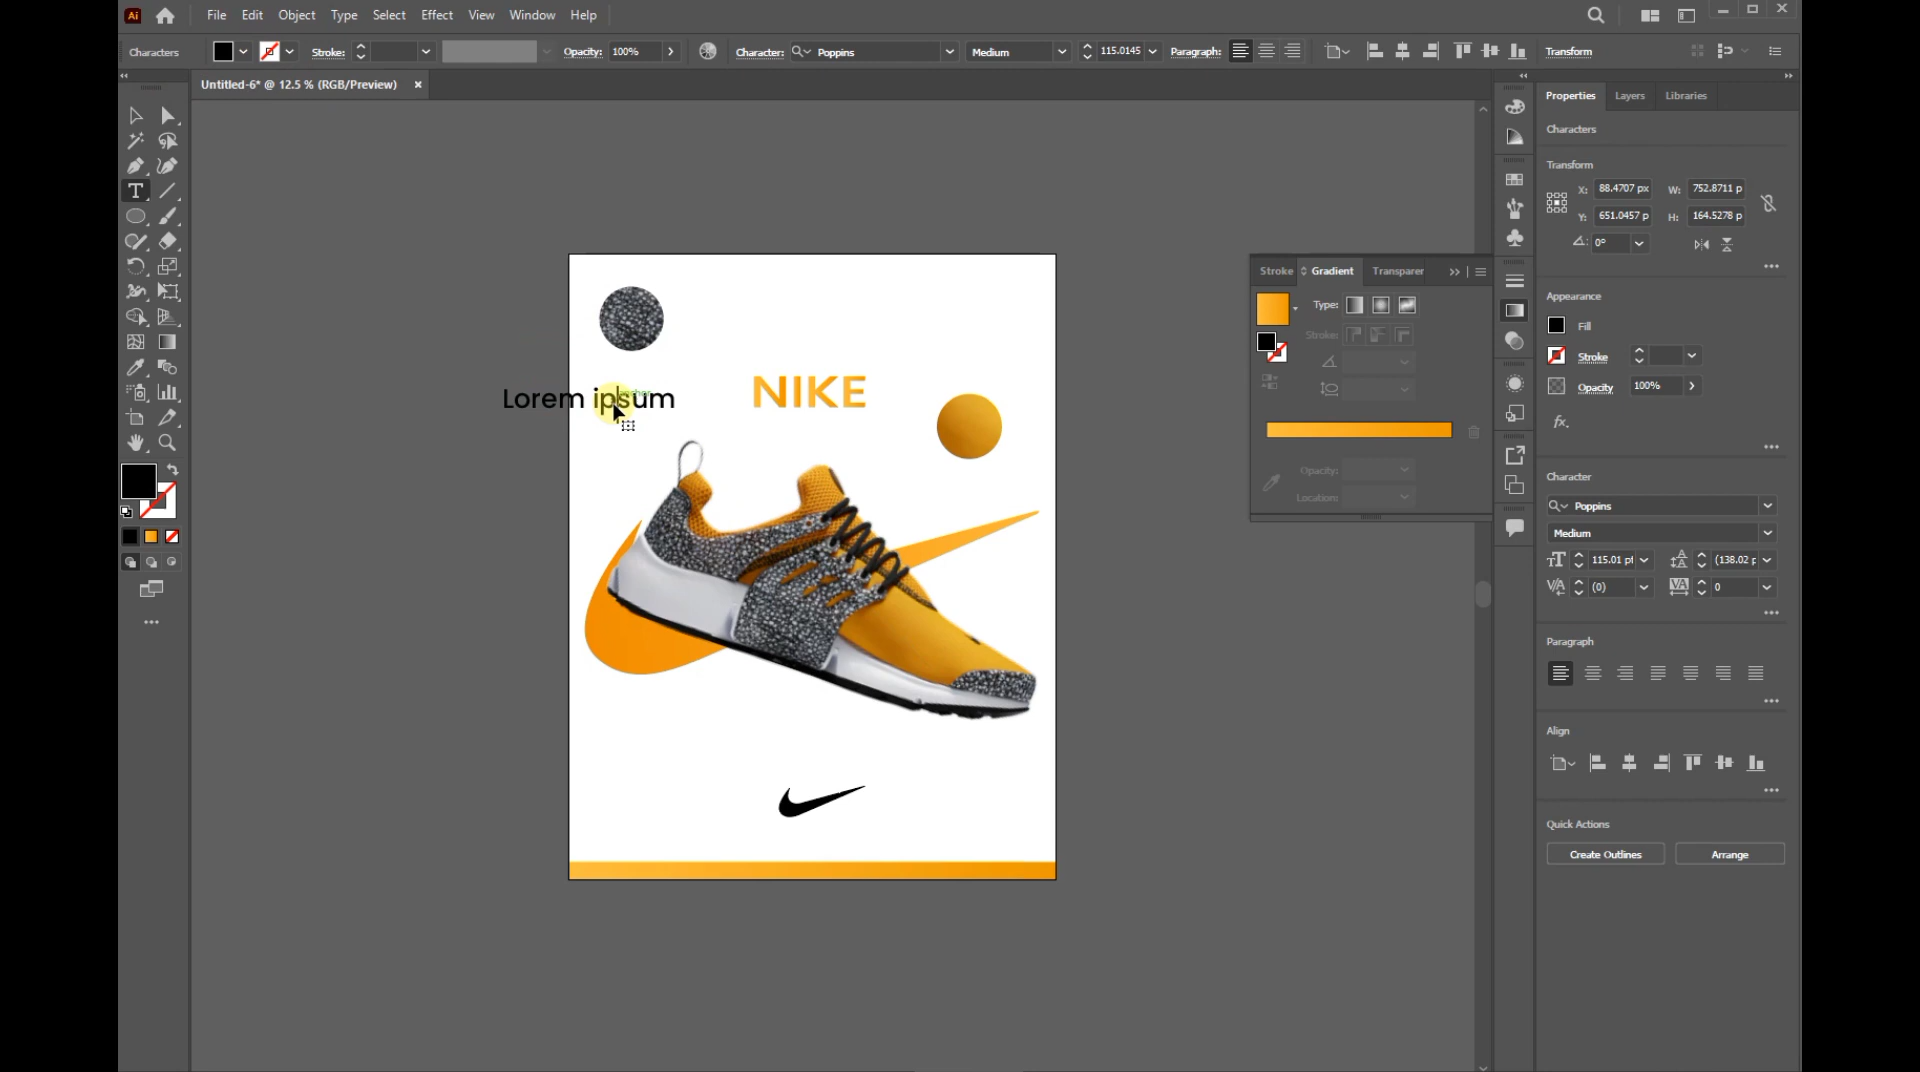 Ai
File Edit Object Type Select Effect View Window Help
Characters Stroke: Opacity: 100% Character: Poppins Medium 115.0145 Paragraph: Transform
Untitled-6* @ 12.5 % (RGB/Preview)
Properties Layers Libraries
Characters
Transform
X: 88.4707 px W: 752.8711 p
Y: 651.0457 p H: 164.5278 p
0°
Appearance
Fill
Stroke
Opacity 100%
fx.
Character
Poppins
Medium
115.01 pt (138.02 p
(0) 0
Paragraph
Align
Quick Actions
Create Outlines Arrange
Stroke Gradient Transparer
Type:
Stroke:
Opacity:
Location:
Lorem ipsum
NIKE